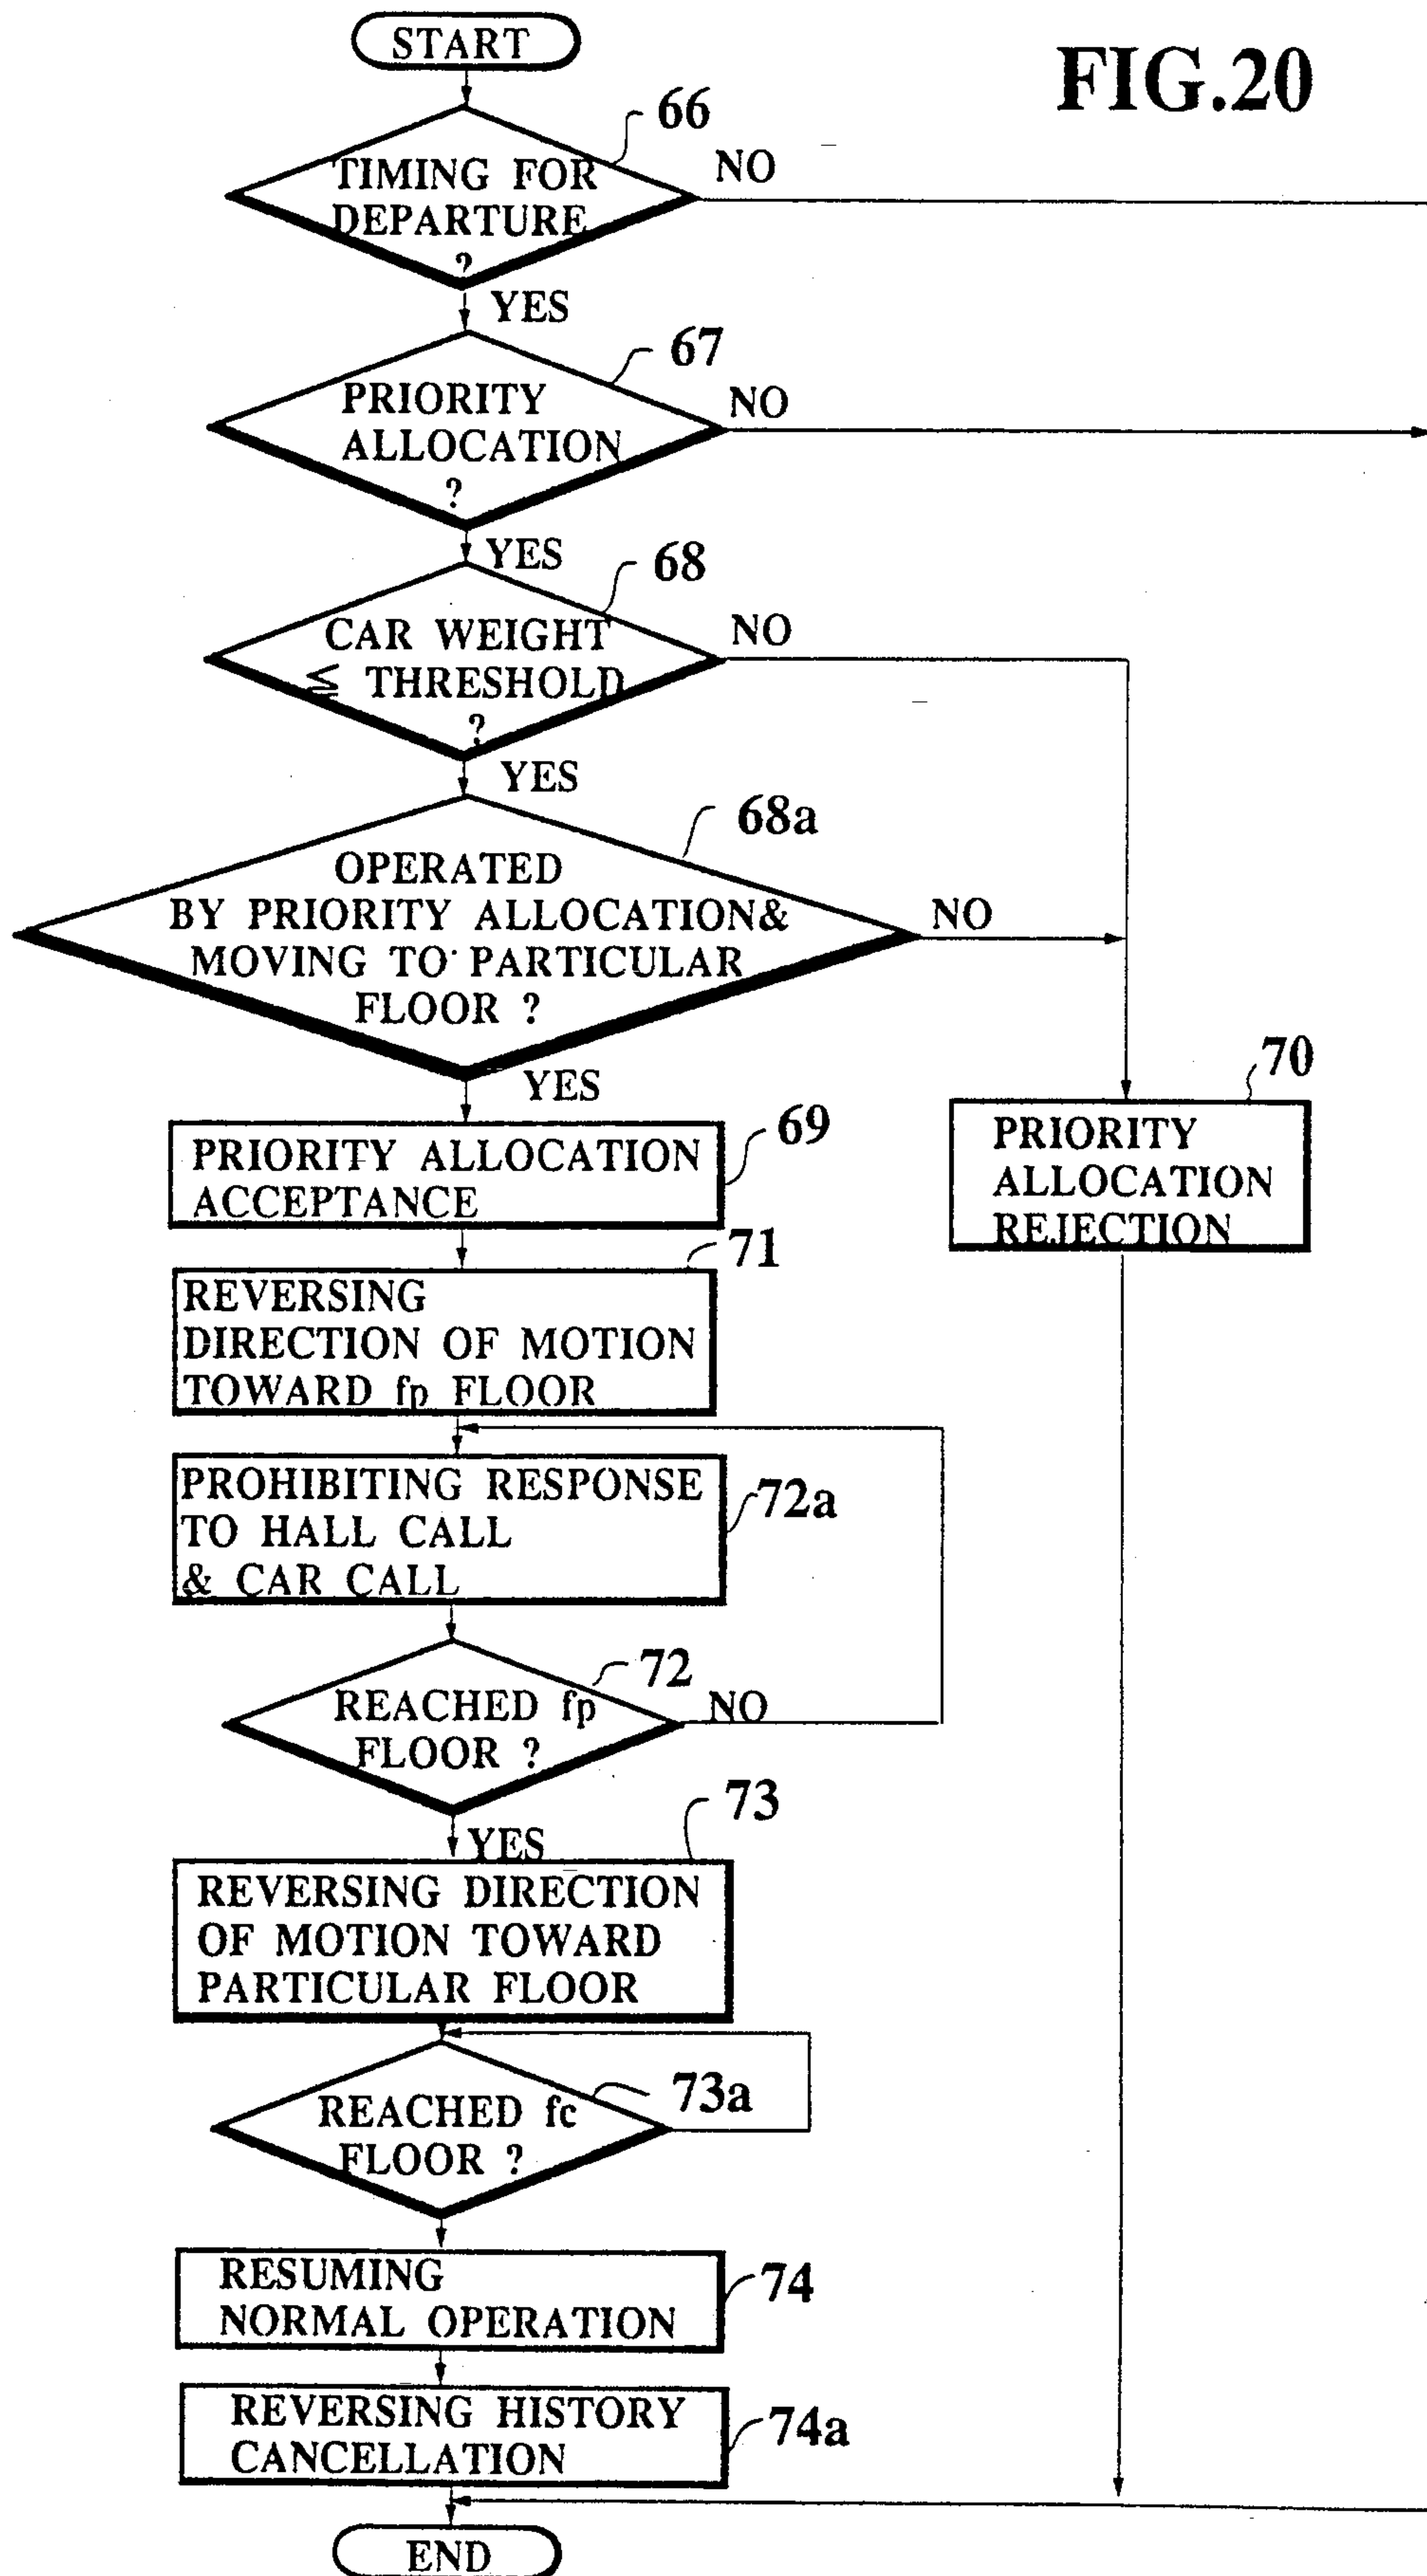 START
FIG.20
66
TIMING FOR
DEPARTURE
?
NO
YES
67
PRIORITY
ALLOCATION
?
NO
YES
68
CAR WEIGHT
≦ THRESHOLD
?
NO
YES
68a
OPERATED
BY PRIORITY ALLOCATION&
MOVING TO PARTICULAR
FLOOR ?
NO
YES
PRIORITY ALLOCATION
ACCEPTANCE
69
70
PRIORITY
ALLOCATION
REJECTION
71
REVERSING
DIRECTION OF MOTION
TOWARD fp FLOOR
PROHIBITING RESPONSE
TO HALL CALL
& CAR CALL
72a
72
REACHED fp
FLOOR ?
NO
YES
73
REVERSING DIRECTION
OF MOTION TOWARD
PARTICULAR FLOOR
REACHED fc
FLOOR ?
73a
RESUMING
NORMAL OPERATION
74
REVERSING HISTORY
CANCELLATION
74a
END